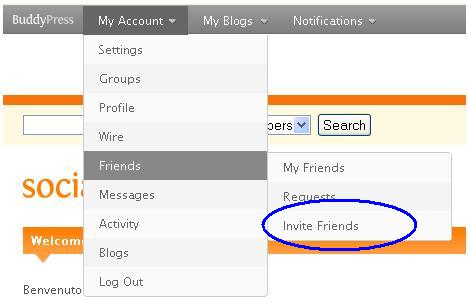 BuddyPress My Account My Blogs Notifications
Settings
Groups
Profile
Wire
Friends
Messages
Activity
Blogs
Log Out
My Friends
Requests
Invite Friends
Search
socia
Welcome
Benvenuto